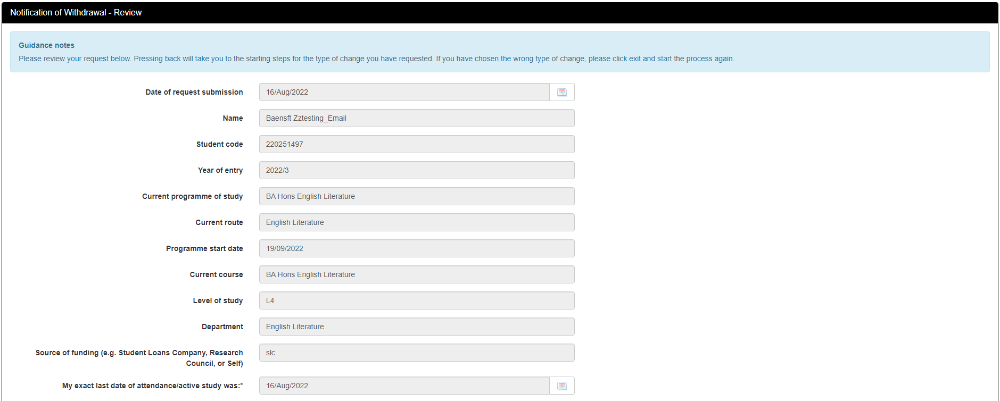 Notification of Withdrawal - Review
Guidance notes
Please review your request below. Pressing back will take you to the starting steps for the type of change you have requested. If you have chosen the wrong type of change, please click exit and start the process again.
Date of request submission 16/Aug/2022
Name Baensft Zztesting_Email
Student code 220251497
Year of entry 2022/3
Current programme of study BA Hons English Literature
Current route English Literature
Programme start date 19/09/2022
Current course BA Hons English Literature
Level of study L4
Department English Literature
Source of funding (e.g. Student Loans Company, Research slc
Council, or Self)
My exact last date of attendance/active study was:* 16/Aug/2022